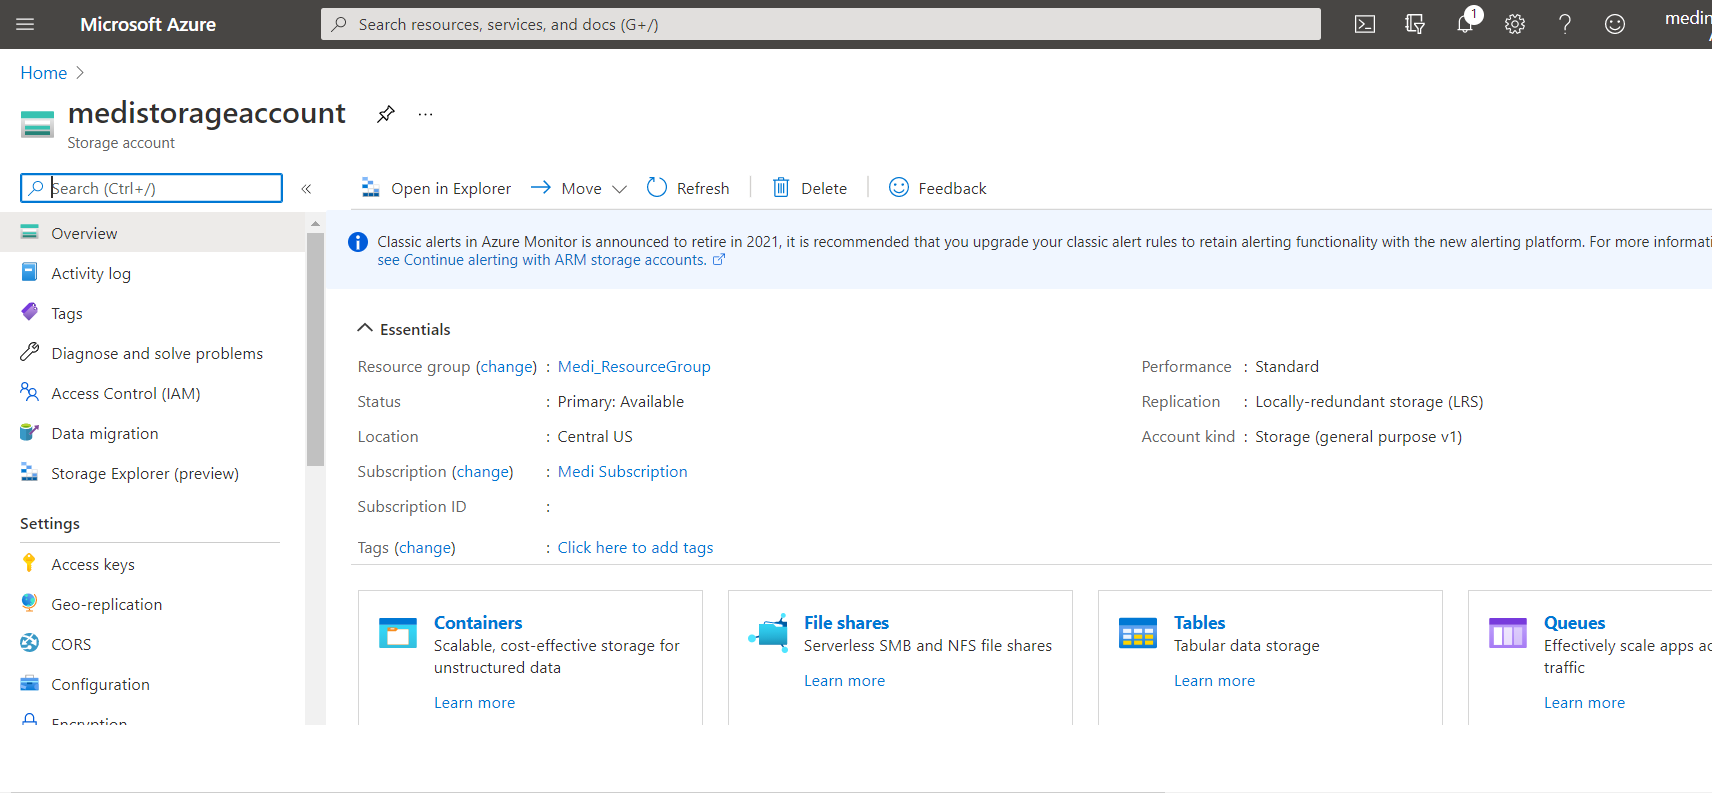 Microsoft Azure
Search resources, services, and docs (G+/)
1
medin
Home
medistorageaccount
Storage account
Search (Ctrl+/)
Open in Explorer
Move
Refresh
Delete
Feedback
Overview
Activity log
Tags
Diagnose and solve problems
Access Control (IAM)
Data migration
Storage Explorer (preview)
Settings
Access keys
Geo-replication
CORS
Configuration
Encryption
Classic alerts in Azure Monitor is announced to retire in 2021, it is recommended that you upgrade your classic alert rules to retain alerting functionality with the new alerting platform. For more informati
see Continue alerting with ARM storage accounts.
Essentials
Resource group (change) : Medi_ResourceGroup
Status : Primary: Available
Location : Central US
Subscription (change) : Medi Subscription
Subscription ID :
Tags (change) : Click here to add tags
Performance : Standard
Replication : Locally-redundant storage (LRS)
Account kind : Storage (general purpose v1)
Containers
Scalable, cost-effective storage for
unstructured data
Learn more
File shares
Serverless SMB and NFS file shares
Learn more
Tables
Tabular data storage
Learn more
Queues
Effectively scale apps ac
traffic
Learn more